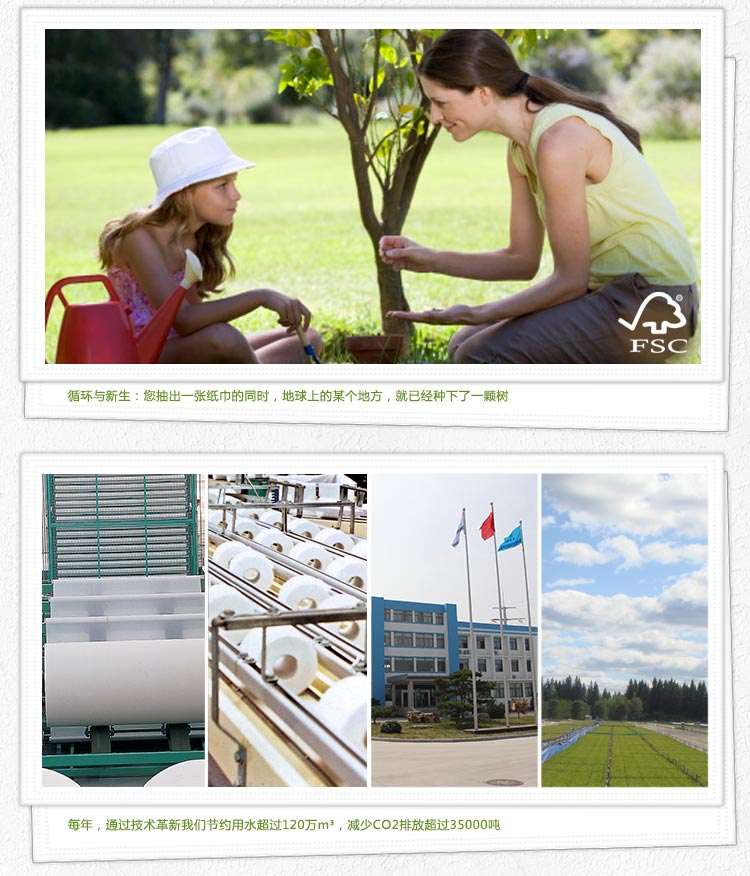 FSC
®
循环与新生：您抽出一张纸巾的同时，地球上的某个地方，就已经种下了一颗树
每年，通过技术革新我们节约用水超过120万m³，减少CO2排放超过35000吨